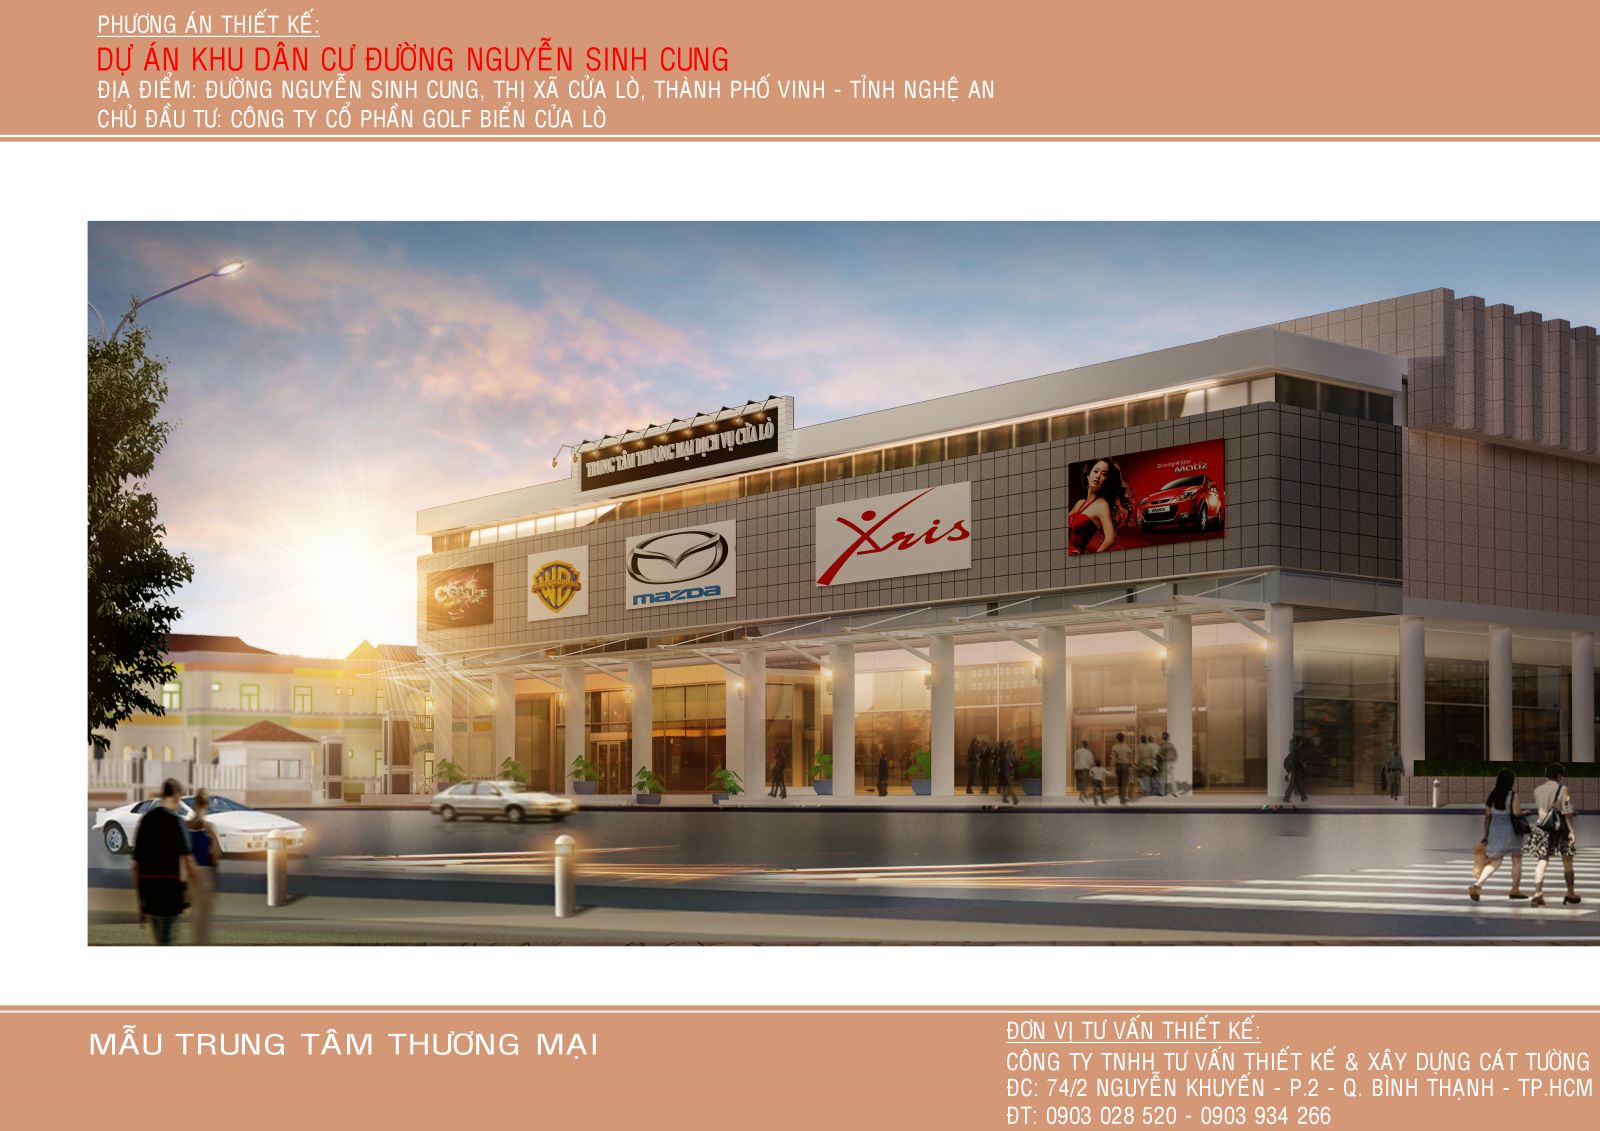 PHƯƠNG ÁN THIẾT KẾ:
DỰ ÁN KHU DÂN CƯ ĐƯỜNG NGUYỄN SINH CUNG
ĐỊA ĐIỂM: ĐƯỜNG NGUYỄN SINH CUNG, THỊ XÃ CỬA LÒ, THÀNH PHỐ VINH - TỈNH NGHỆ AN
CHỦ ĐẦU TƯ: CÔNG TY CỔ PHẦN GOLF BIỂN CỬA LÒ
TRUNG TÂM THƯƠNG MẠI DỊCH VỤ CỬA LÒ
WB
mazda
Xris
Driving Star
Matiz
Matiz
MẪU TRUNG TÂM THƯƠNG MẠI
ĐƠN VỊ TƯ VẤN THIẾT KẾ:
CÔNG TY TNHH TƯ VẤN THIẾT KẾ & XÂY DỰNG CÁT TƯỜNG
ĐC: 74/2 NGUYỄN KHUYẾN - P.2 - Q. BÌNH THẠNH - TP.HCM
ĐT: 0903 028 520 - 0903 934 266